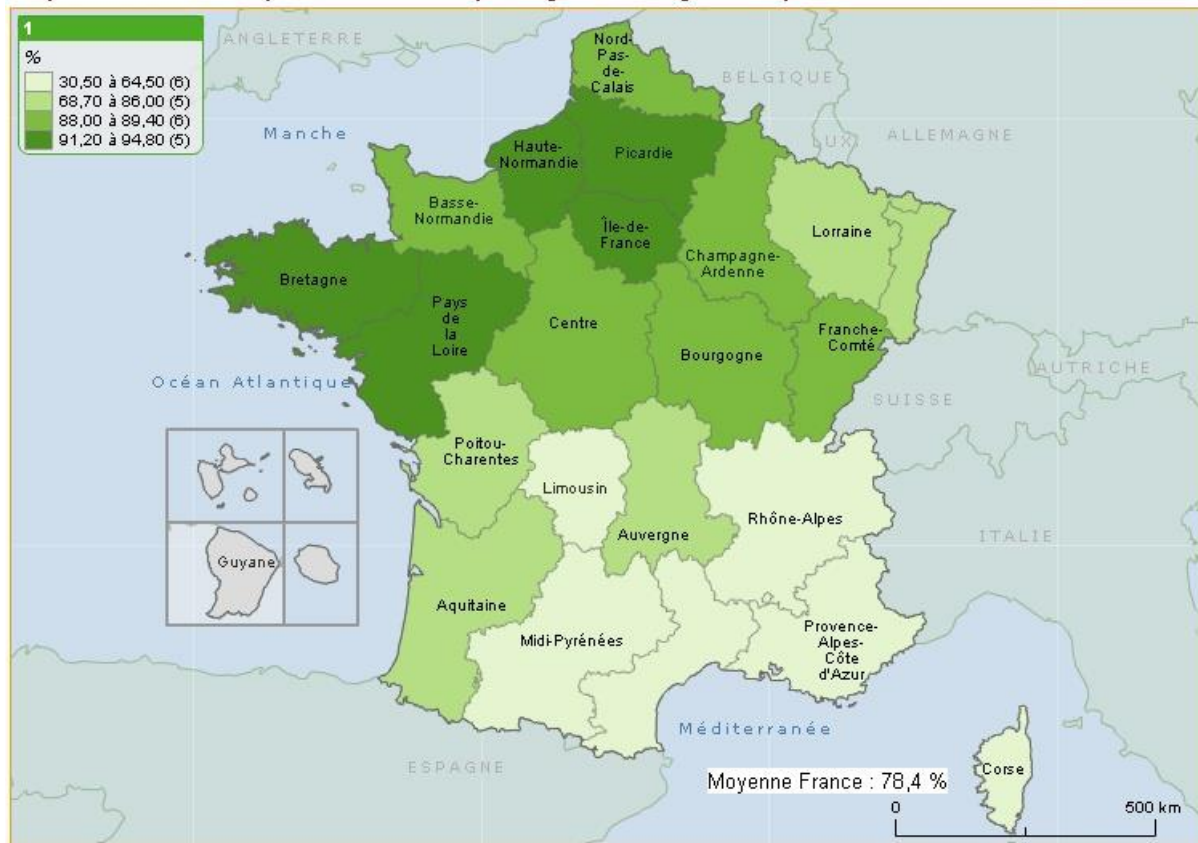 1
%
30,50 à 64,50 (6)
68,70 à 86,00 (5)
88,00 à 89,40 (6)
91,20 à 94,80 (5)
ANGLETERRE
Nord-
Pas-
de-
Calais
BELGIQUE
Manche
LUX
ALLEMAGNE
Haute-
Normandie
Picardie
Basse-
Normandie
Île-de-
France
Lorraine
Champagne-
Ardenne
Bretagne
Pays
de
la
Loire
Centre
Bourgogne
Franche-
Comté
AUTRICHE
Océan Atlantique
SUISSE
Poitou-
Charentes
Limousin
Auvergne
Rhône-Alpes
ITALIE
Guyane
Aquitaine
Midi-Pyrénées
Provence-
Alpes-
Côte
d'Azur
Méditerranée
ESPAGNE
Corse
Moyenne France : 78,4 %
0
500 km